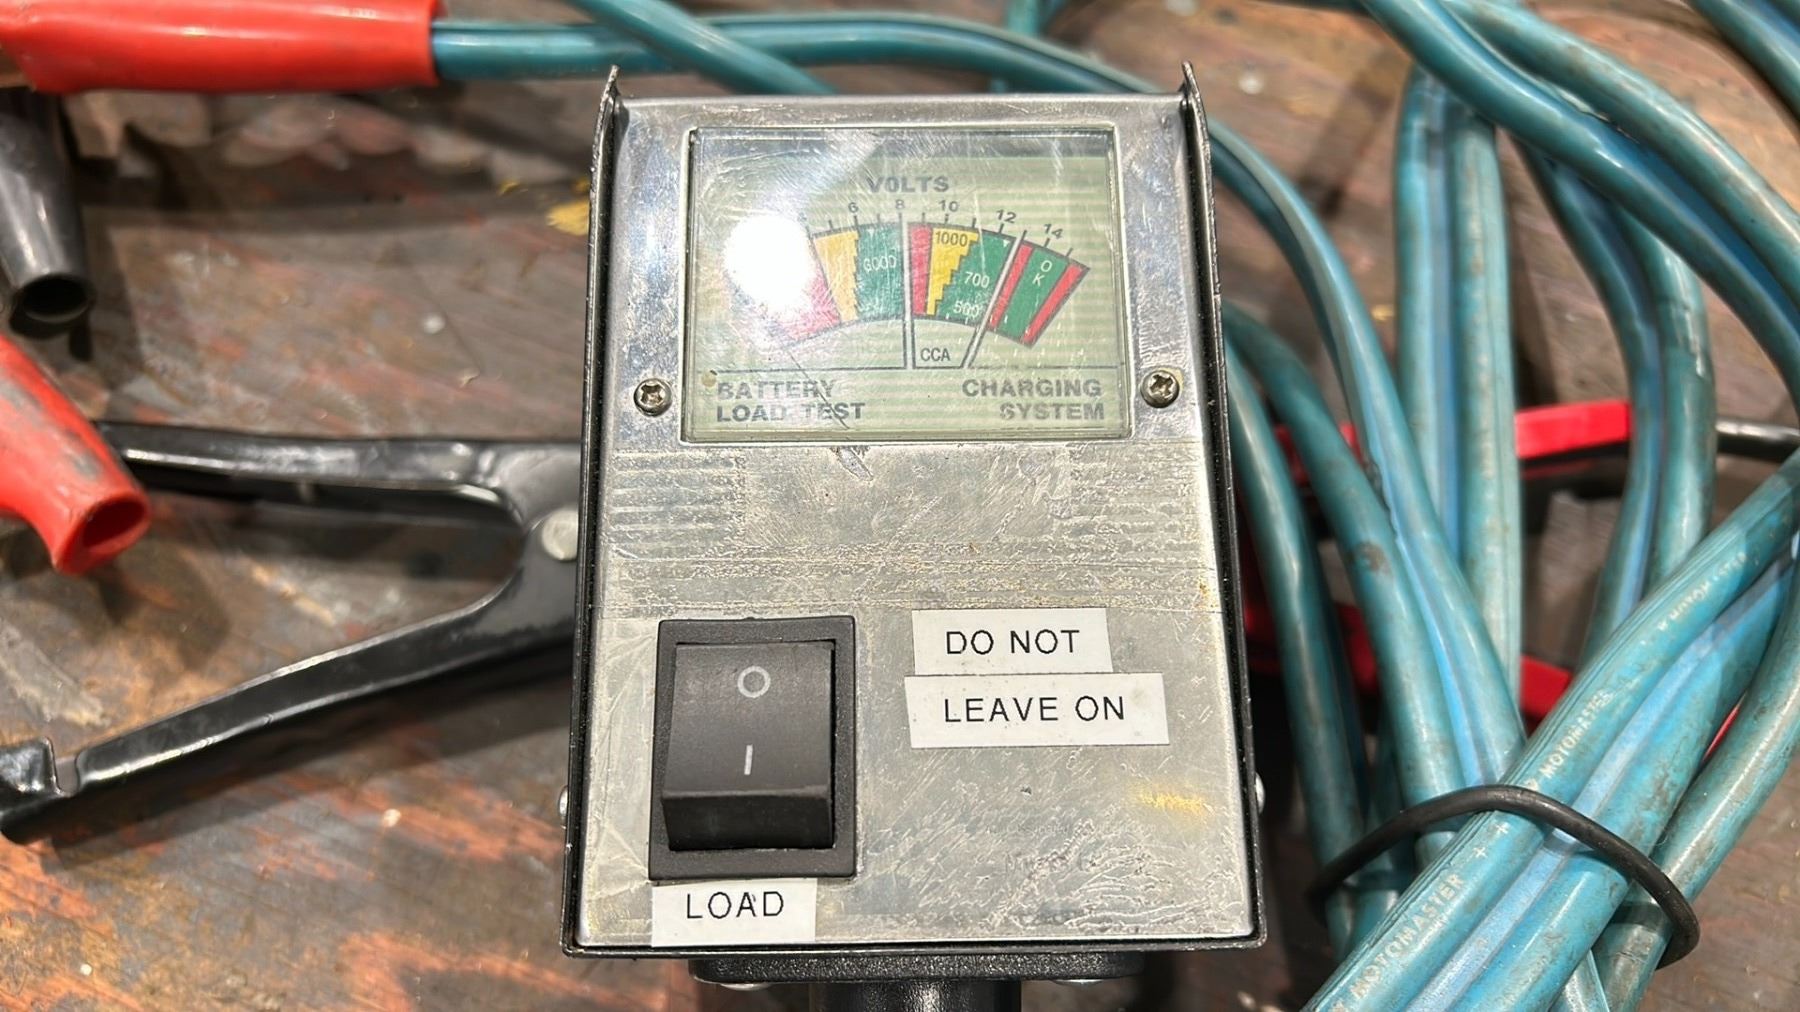 VOLTS
6 8 10 12 14
1000
6000
700
500
O
K
CCA
BATTERY
LOAD TEST
CHARGING
SYSTEM
O
I
DO NOT
LEAVE ON
LOAD
MOTOMASTER
MOTOMASTER